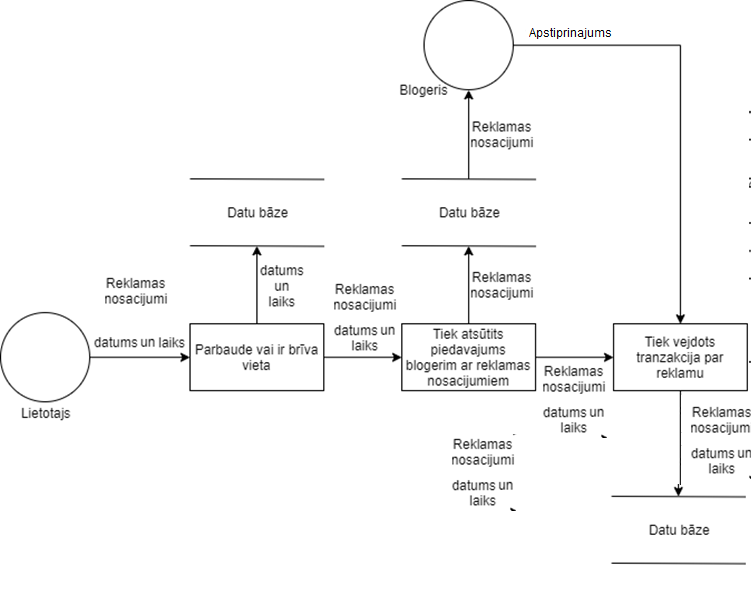 Apstiprinajums
Blogeris
Reklamas
nosacijumi
Datu bāze
Datu bāze
Reklamas
nosacijumi
datums
un
laiks
Reklamas
nosacijumi
Reklamas
nosacijumi
datums un laiks
datums un
laiks
Parbaude vai ir brīva
vieta
Tiek atsūtits
piedavajums
blogerim ar reklamas
nosacijumiem
Tiek vejdots
tranzakcija par
reklamu
Lietotajs
Reklamas
nosacijumi
datums un
laiks
Reklamas
nosacijum
datums un
laiks
Reklamas
nosacijumi
datums un
laiks
Datu bāze